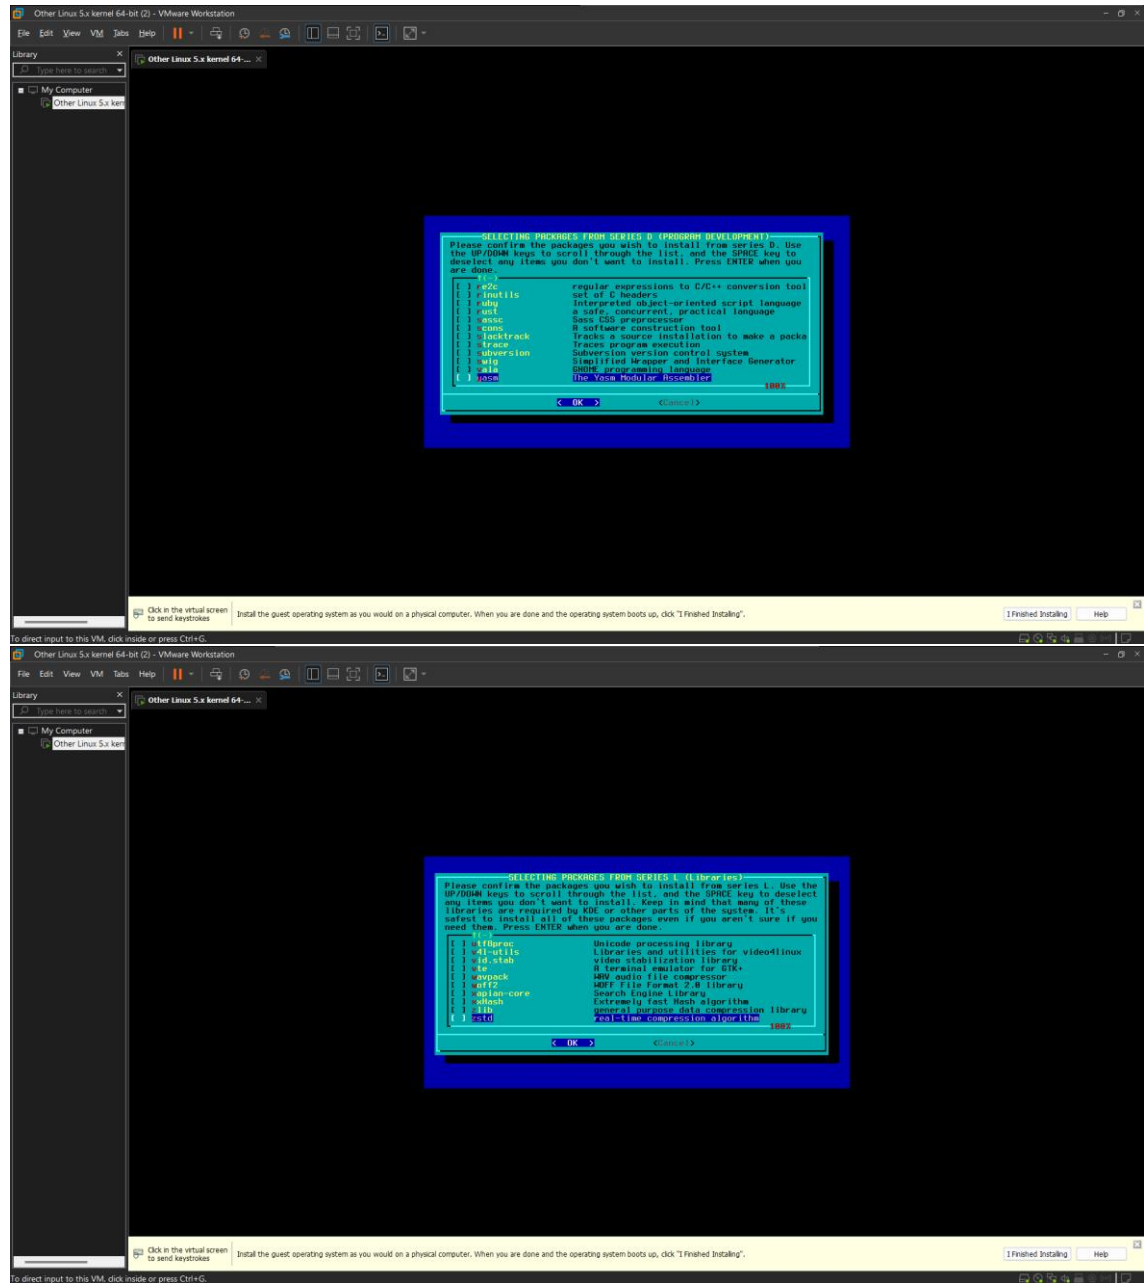 Other Linux 5.x kernel 64-bit (2) - VMware Workstation
File Edit View VM Tabs Help
Library
Other Linux 5.x kernel 64-...
Type here to search
My Computer
Other Linux 5.x kern
SELECTING PACKAGES FROM SERIES D (PROGRAM DEVELOPMENT)
Please confirm the packages you wish to install from series D. Use
the UP/DOWN keys to scroll through the list, and the SPACE key to
deselect any items you don't want to install. Press ENTER when you
are done.
↑(-)
[ ] re2c regular expressions to C/C++ conversion tool
[ ] rinutils set of C headers
[ ] ruby Interpreted object-oriented script language
[ ] rust a safe, concurrent, practical language
[ ] sassc Sass CSS preprocessor
[ ] scons A software construction tool
[ ] slacktrack Tracks a source installation to make a packa
[ ] strace Traces program execution
[ ] subversion Subversion version control system
[ ] swig Simplified Wrapper and Interface Generator
[ ] vala GNOME programming language
[ ] yasm The Yasm Modular Assembler
100%
< OK > <Cancel>
Click in the virtual screen
to send keystrokes
Install the guest operating system as you would on a physical computer. When you are done and the operating system boots up, click "I Finished Installing".
I Finished Installing Help
To direct input to this VM, click inside or press Ctrl+G.
Other Linux 5.x kernel 64-bit (2) - VMware Workstation
File Edit View VM Tabs Help
Library
Other Linux 5.x kernel 64-...
Type here to search
My Computer
Other Linux 5.x kern
SELECTING PACKAGES FROM SERIES L (Libraries)
Please confirm the packages you wish to install from series L. Use the
UP/DOWN keys to scroll through the list, and the SPACE key to deselect
any items you don't want to install. Keep in mind that many of these
libraries are required by KDE or other parts of the system. It's
safest to install all of these packages even if you aren't sure if you
need them. Press ENTER when you are done.
↑(-)
[ ] utf8proc Unicode processing library
[ ] v4l-utils Libraries and utilities for video4linux
[ ] vid.stab video stabilization library
[ ] vte A terminal emulator for GTK+
[ ] wavpack WAV audio file compressor
[ ] woff2 WOFF File Format 2.0 library
[ ] xapian-core Search Engine Library
[ ] xxHash Extremely fast Hash algorithm
[ ] zlib general purpose data compression library
[ ] zstd real-time compression algorithm
100%
< OK > <Cancel>
Click in the virtual screen
to send keystrokes
Install the guest operating system as you would on a physical computer. When you are done and the operating system boots up, click "I Finished Installing".
I Finished Installing Help
To direct input to this VM, click inside or press Ctrl+G.